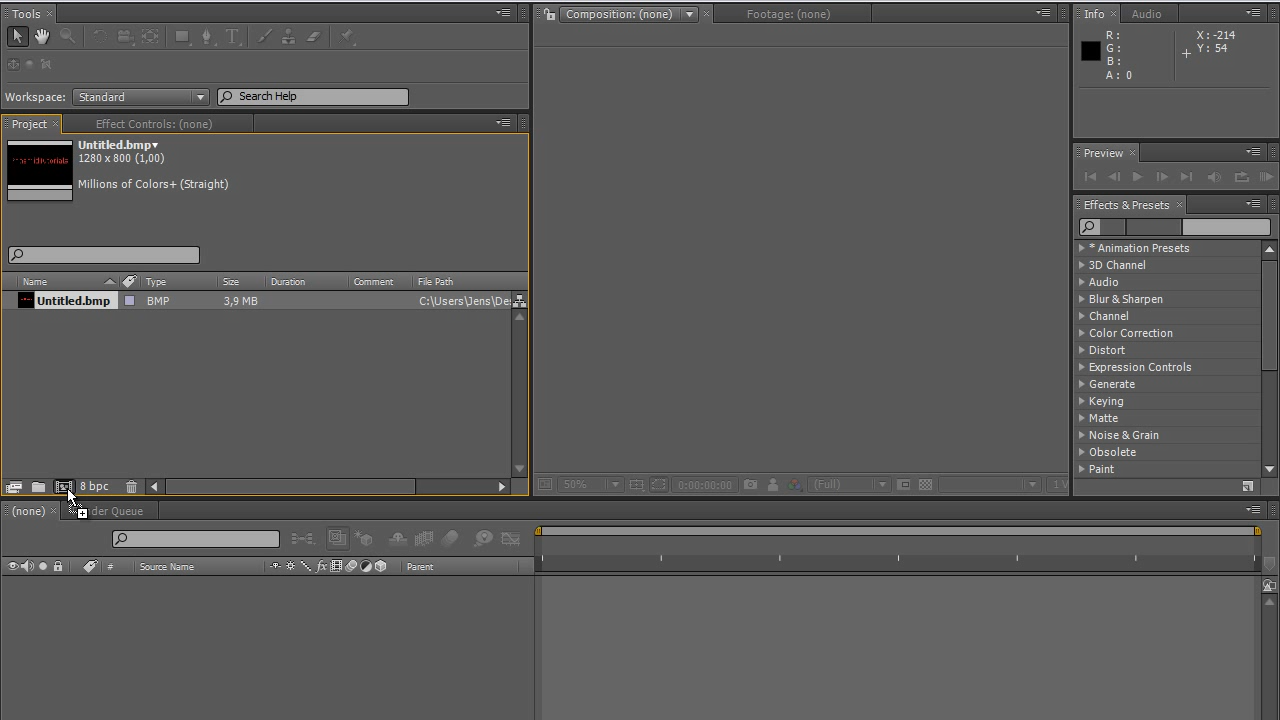 Tools
Workspace:
Standard
Search Help
Project
Effect Controls: (none)
Untitled.bmp▾
1280 x 800 (1,00)
Millions of Colors+ (Straight)
Name
Type
Size
Duration
Comment
File Path
Untitled.bmp
BMP
3,9 MB
C:\Users\Jens\De
8 bpc
Composition: (none)
Footage: (none)
50%
0:00:00:00
(Full)
1 V
Info
Audio
R :
G :
B :
A : 0
X : -214
Y : 54
Preview
Effects & Presets
* Animation Presets
3D Channel
Audio
Blur & Sharpen
Channel
Color Correction
Distort
Expression Controls
Generate
Keying
Matte
Noise & Grain
Obsolete
Paint
(none)
der Queue
#
Source Name
Parent